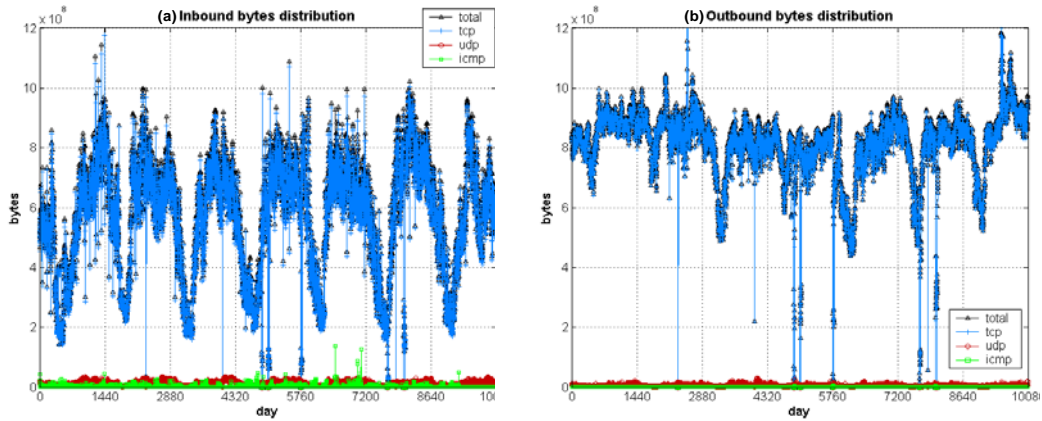 (a) Inbound bytes distribution
x 10 8
12
10
8
6
4
2
0
bytes
0 1440 2880 4320 5760 7200 8640 100
day
total
tcp
udp
icmp
(b) Outbound bytes distribution
x 10 8
12
10
8
6
4
2
0
bytes
0 1440 2880 4320 5760 7200 8640 10080
day
total
tcp
udp
icmp